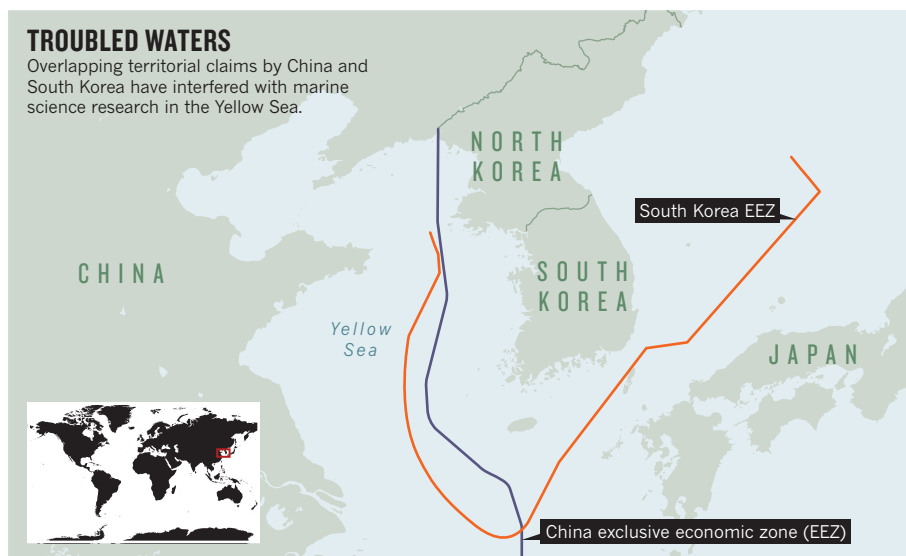 TROUBLED WATERS
Overlapping territorial claims by China and
South Korea have interfered with marine
science research in the Yellow Sea.
NORTH
KOREA
South Korea EEZ
CHINA
SOUTH
KOREA
Yellow
Sea
JAPAN
China exclusive economic zone (EEZ)